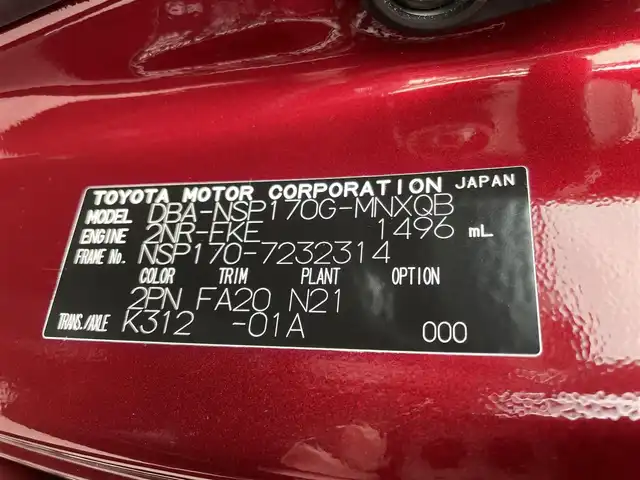 TOYOTA MOTOR CORPORATION JAPAN
MODEL DBA-NSP170G-MNXQB
ENGINE 2NR-FKE 1496 mL
FRAME No. NSP170-7232314
COLOR TRIM PLANT OPTION
2PN FA20 N21
TRANS./AXLE K312 -01A 000